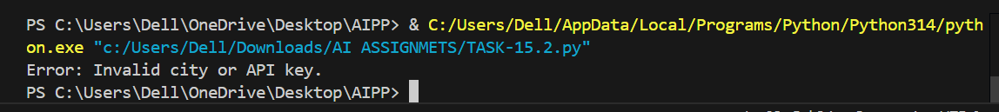 PS C:\Users\Dell\OneDrive\Desktop\AIPP> & C:/Users/Dell/AppData/Local/Programs/Python/Python314/pyth
on.exe "c:/Users/Dell/Downloads/AI ASSIGNMETS/TASK-15.2.py"
Error: Invalid city or API key.
PS C:\Users\Dell\OneDrive\Desktop\AIPP>